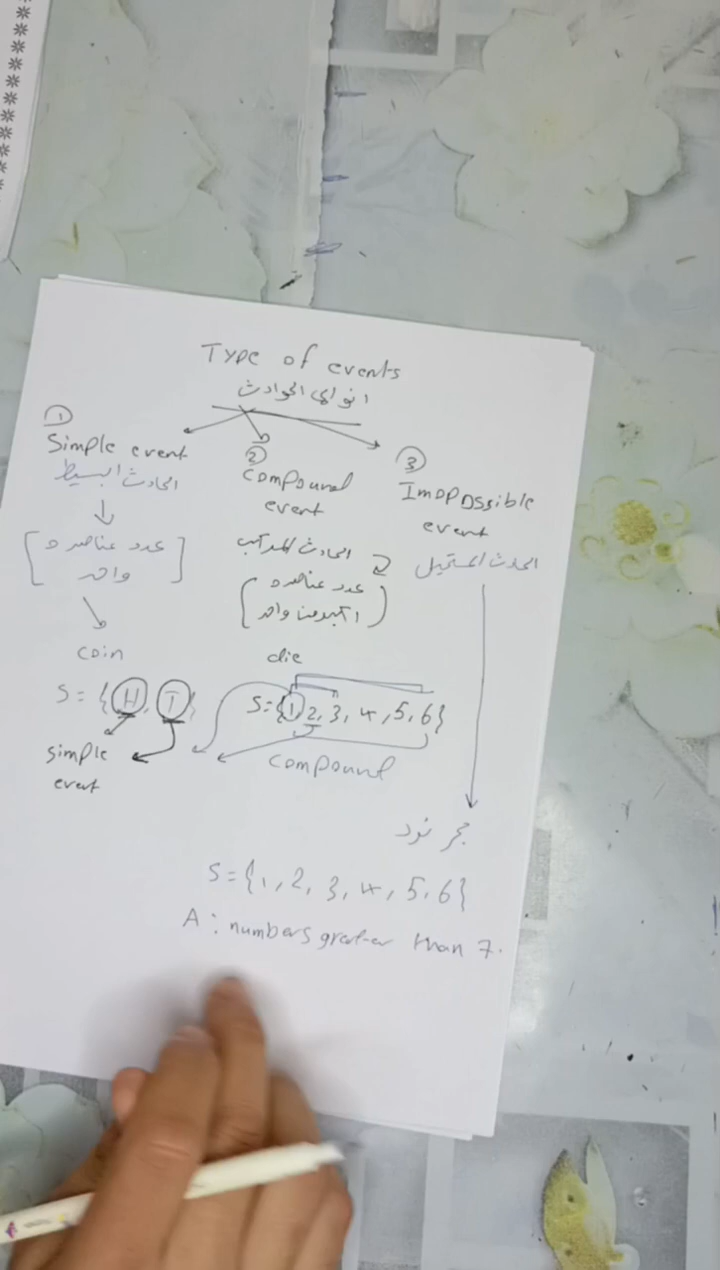 Type of events
انواع الحوادث
①
Simple event
الحادث البسيط
عدد عناصره
واحد
coin
S = {H, T}
simple
event
②
Compound
event
الحادث المركب
عدد عناصره
اكبر من واحد
die
S={1, 2, 3, 4, 5, 6}
compound
③
Imopossible
event
الحادث المستحيل
حجر نرد
S={1, 2, 3, 4, 5, 6}
A: numbers greater than 7.